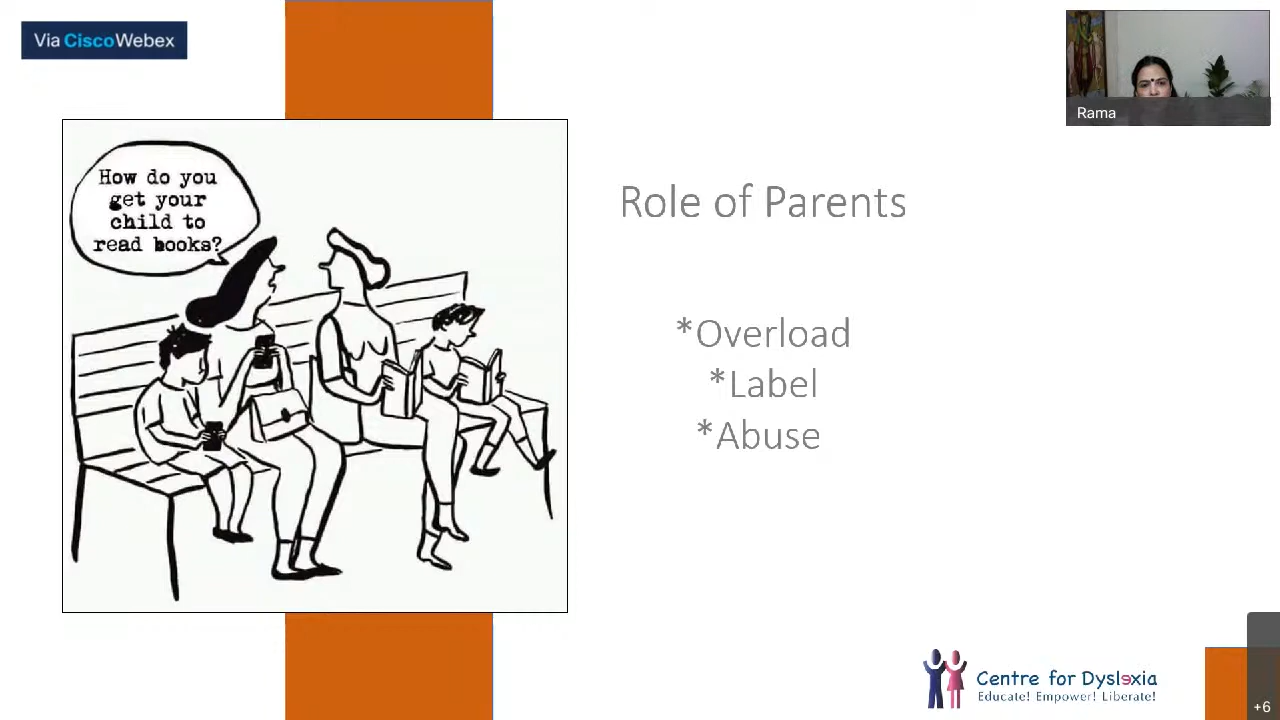 Via CiscoWebex
Rama
How do you
get your
child to
read books?
Role of Parents
*Overload
*Label
*Abuse
Centre for Dyslexia
Educate! Empower! Liberate!
+6